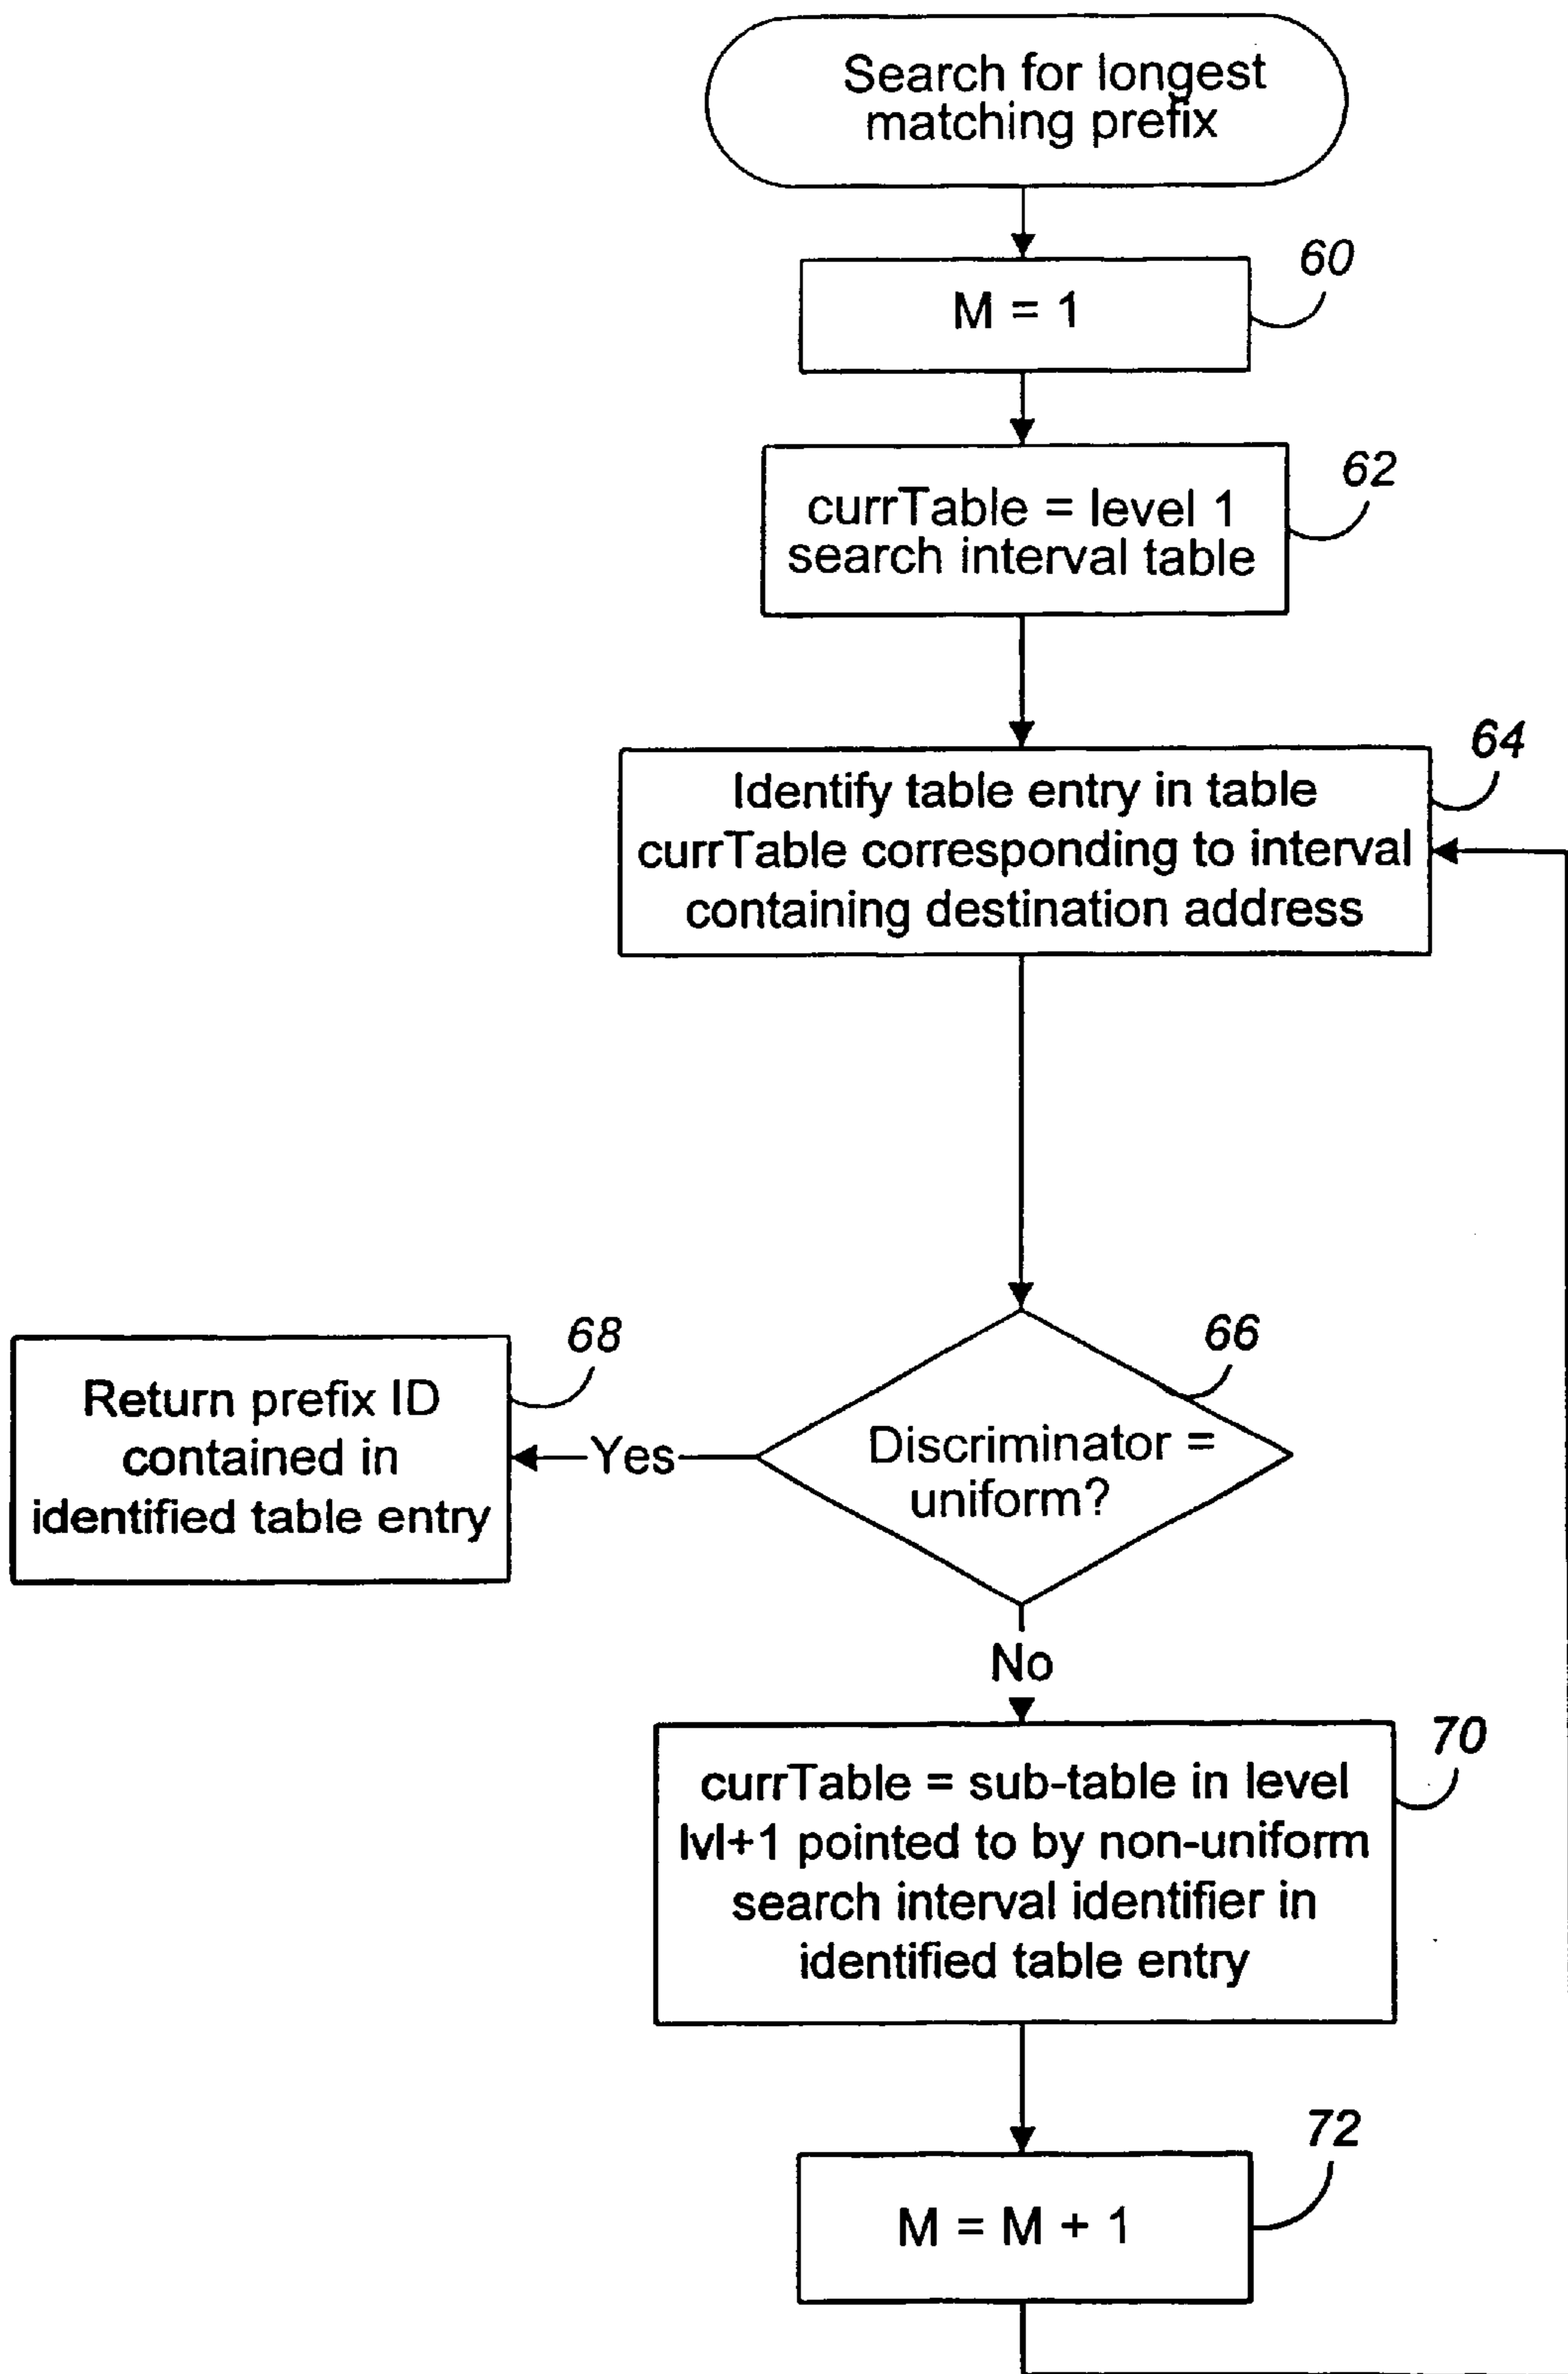 Search for longest
matching prefix
60
M = 1
62
currTable = level 1
search interval table
64
Identify table entry in table
currTable corresponding to interval
containing destination address
66
Discriminator =
uniform?
Yes
68
Return prefix ID
contained in
identified table entry
No
70
currTable = sub-table in level
lvl+1 pointed to by non-uniform
search interval identifier in
identified table entry
72
M = M + 1